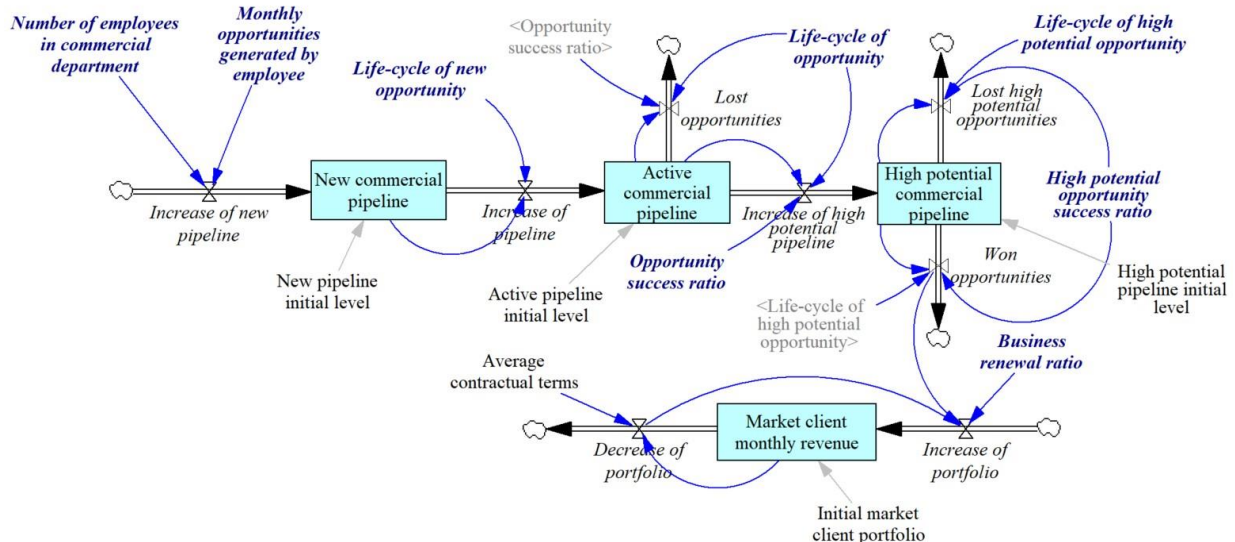 Number of employees
in commercial
department
Monthly
opportunities
generated by
employee
Life-cycle of new
opportunity
<Opportunity
success ratio>
Life-cycle of
opportunity
Life-cycle of high
potential opportunity
Lost
opportunities
Lost high
potential
opportunities
New commercial
pipeline
Active
commercial
pipeline
High potential
commercial
pipeline
High potential
opportunity
success ratio
Increase of new
pipeline
Increase of
pipeline
Increase of high
potential
pipeline
New pipeline
initial level
Active pipeline
initial level
Opportunity
success ratio
Won
opportunities
High potential
pipeline initial
level
<Life-cycle of
high potential
opportunity>
Average
contractual terms
Business
renewal ratio
Market client
monthly revenue
Decrease of
portfolio
Increase of
portfolio
Initial market
client portfolio